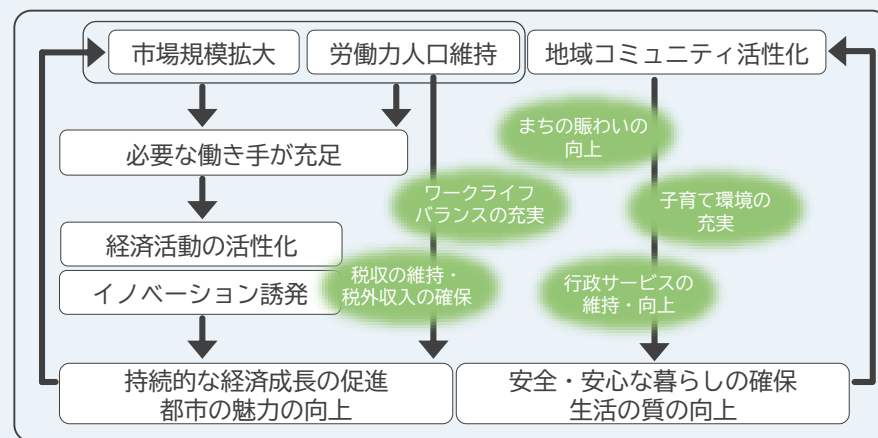 市場規模拡大
労働力人口維持
地域コミュニティ活性化
まちの賑わいの
向上
必要な働き手が充足
ワークライフ
バランスの充実
子育て環境の
充実
経済活動の活性化
イノベーション誘発
税収の維持・
税外収入の確保
行政サービスの
維持・向上
持続的な経済成長の促進
都市の魅力の向上
安全・安心な暮らしの確保
生活の質の向上